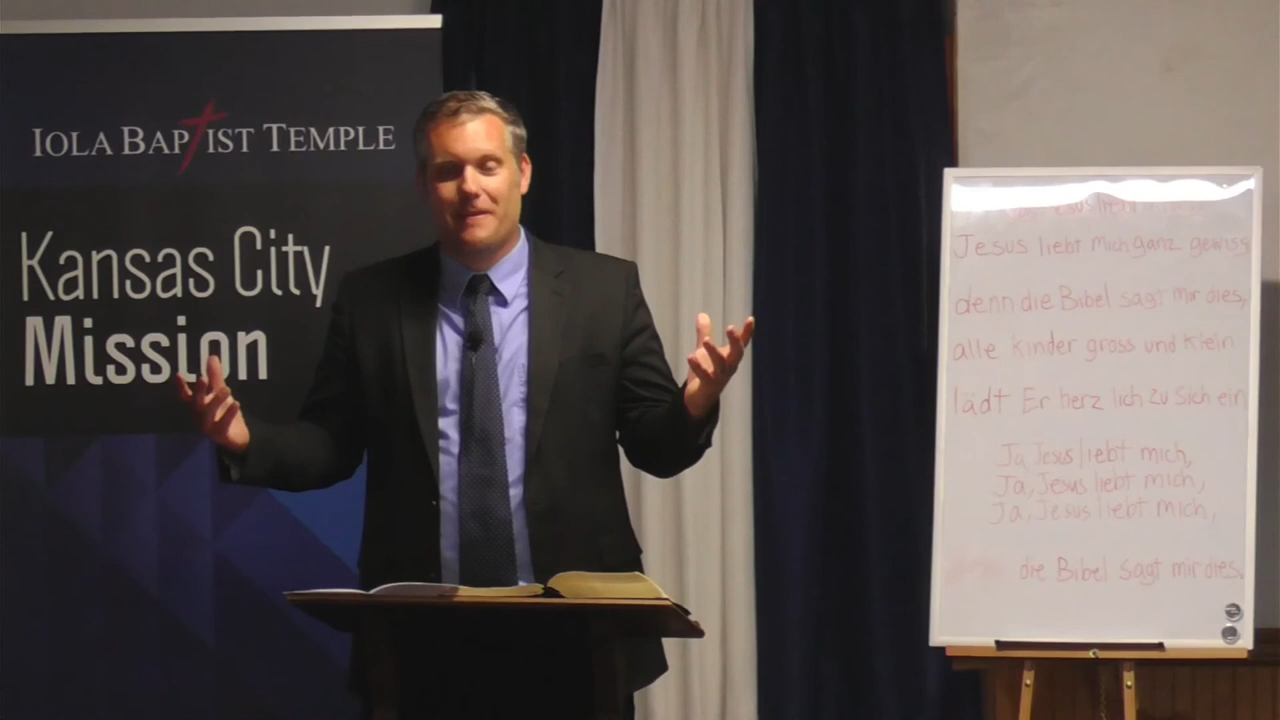 IOLA BAPTIST TEMPLE
Kansas City
Mission
Jesus liebt
Jesus liebt mich ganz gewiss
denn die Bibel sagt mir dies,
alle kinder gross und klein
lädt Er herz lich zu Sich ein
Ja, Jesus liebt mich,
Ja, Jesus liebt mich,
Ja, Jesus liebt mich,
die Bibel sagt mir dies.